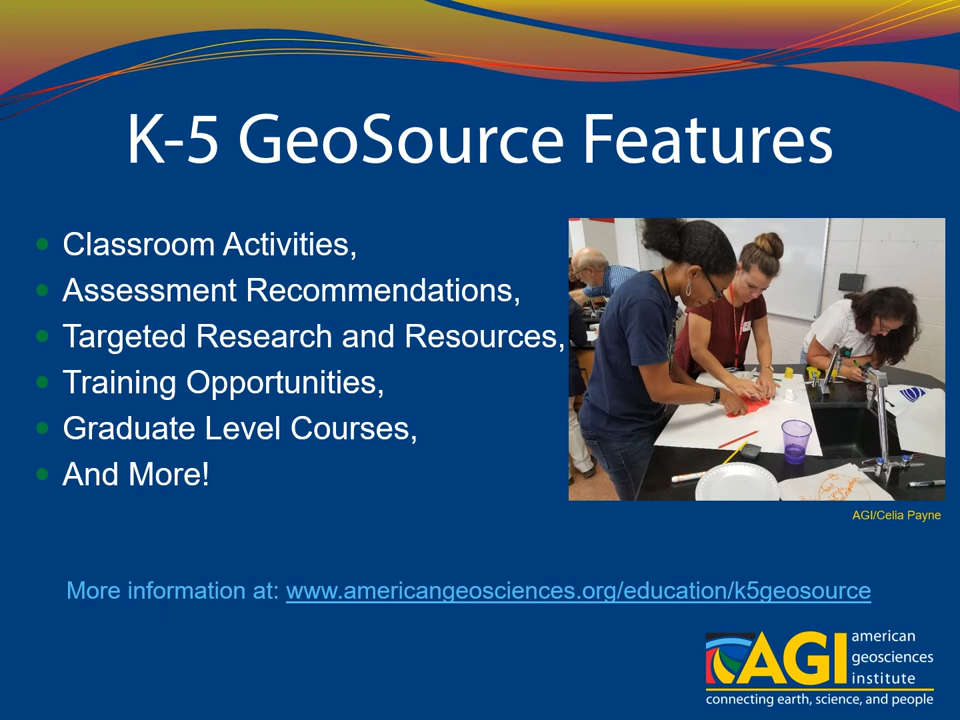 K-5 GeoSource Features
Classroom Activities,
Assessment Recommendations,
Targeted Research and Resources,
Training Opportunities,
Graduate Level Courses,
And More!
AGI/Celia Payne
More information at: www.americangeosciences.org/education/k5geosource
AGI
american
geosciences
institute
connecting earth, science, and people